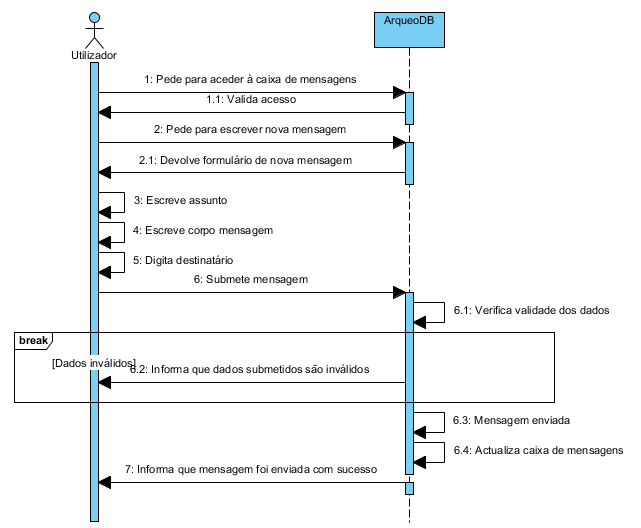 ArqueoDB
Utilizador
1: Pede para aceder à caixa de mensagens
1.1: Valida acesso
2: Pede para escrever nova mensagem
2.1: Devolve formulário de nova mensagem
3: Escreve assunto
4: Escreve corpo mensagem
5: Digita destinatário
6: Submete mensagem
6.1: Verifica validade dos dados
break
[Dados inválidos]
6.2: Informa que dados submetidos são inválidos
6.3: Mensagem enviada
6.4: Actualiza caixa de mensagens
7: Informa que mensagem foi enviada com sucesso